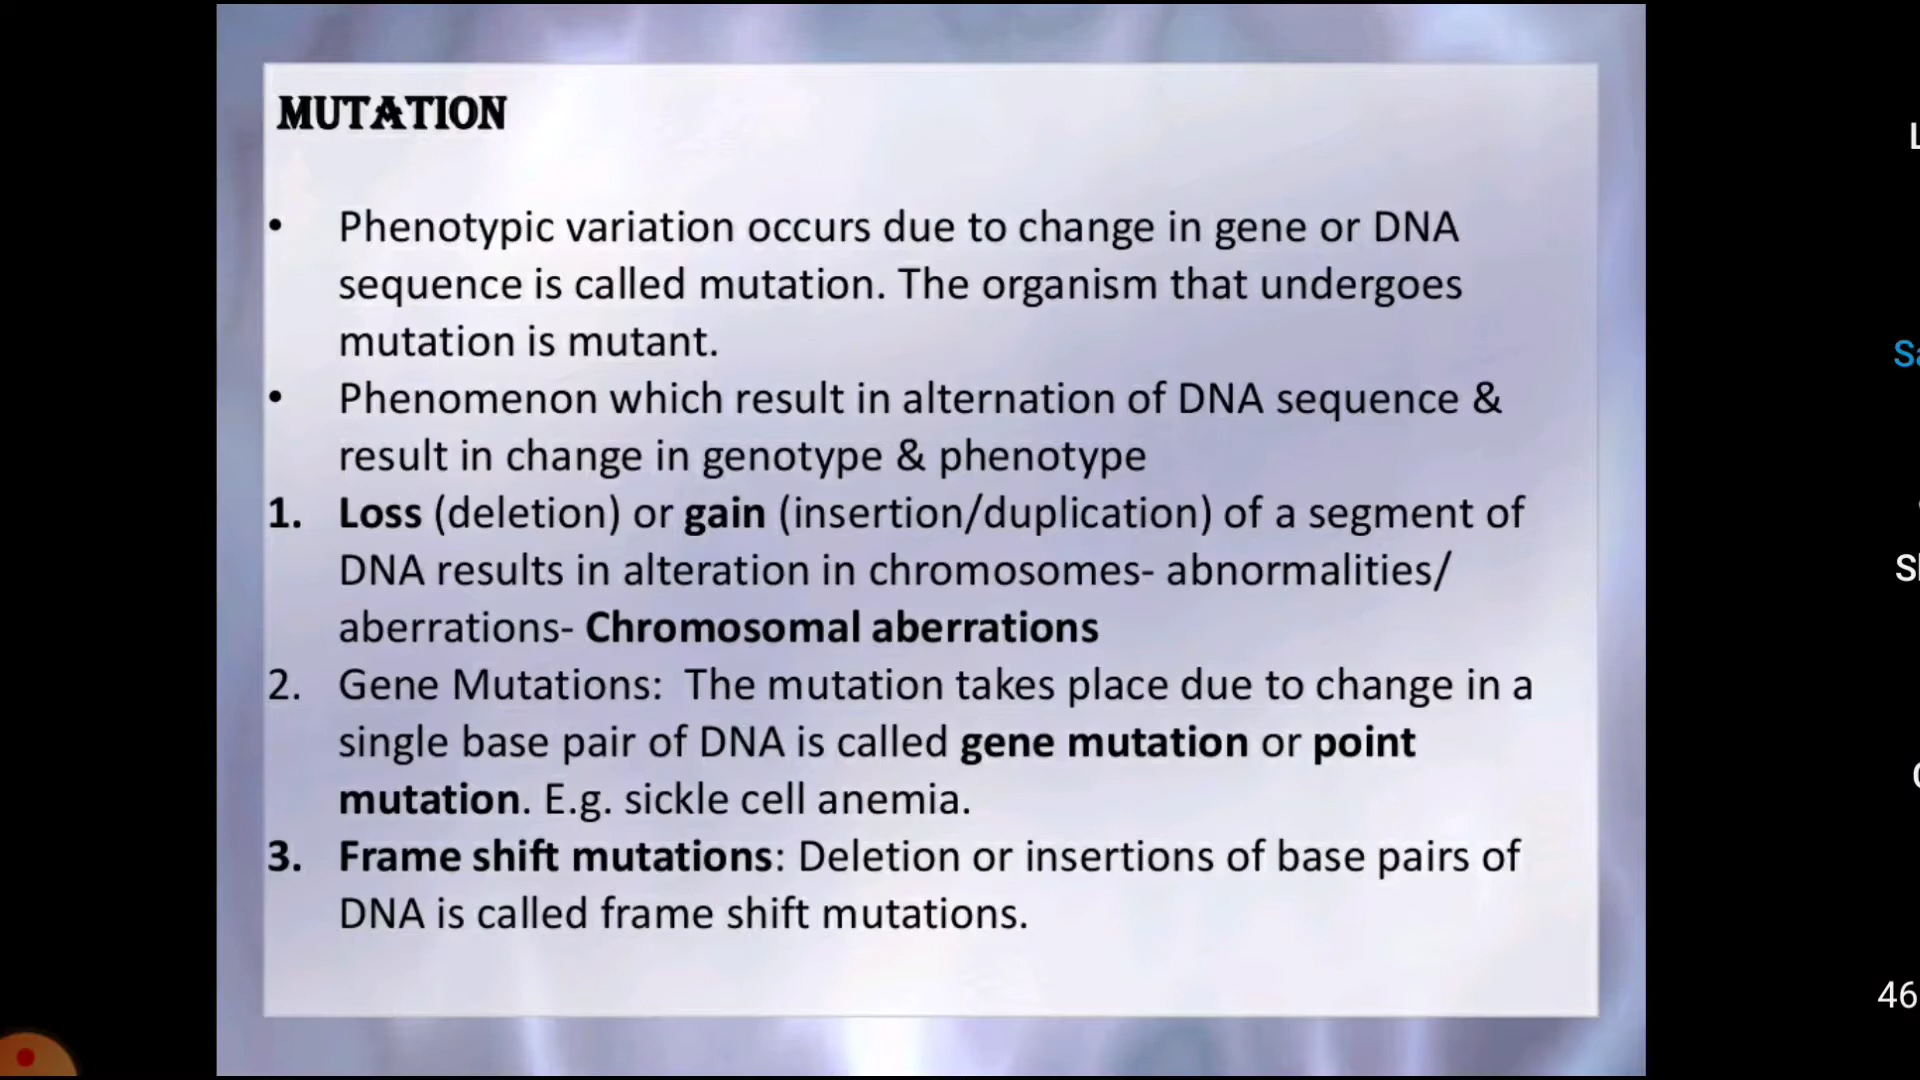 MUTATION
• Phenotypic variation occurs due to change in gene or DNA
sequence is called mutation. The organism that undergoes
mutation is mutant.
• Phenomenon which result in alternation of DNA sequence &
result in change in genotype & phenotype
1. Loss (deletion) or gain (insertion/duplication) of a segment of
DNA results in alteration in chromosomes- abnormalities/
aberrations- Chromosomal aberrations
2. Gene Mutations: The mutation takes place due to change in a
single base pair of DNA is called gene mutation or point
mutation. E.g. sickle cell anemia.
3. Frame shift mutations: Deletion or insertions of base pairs of
DNA is called frame shift mutations.
46